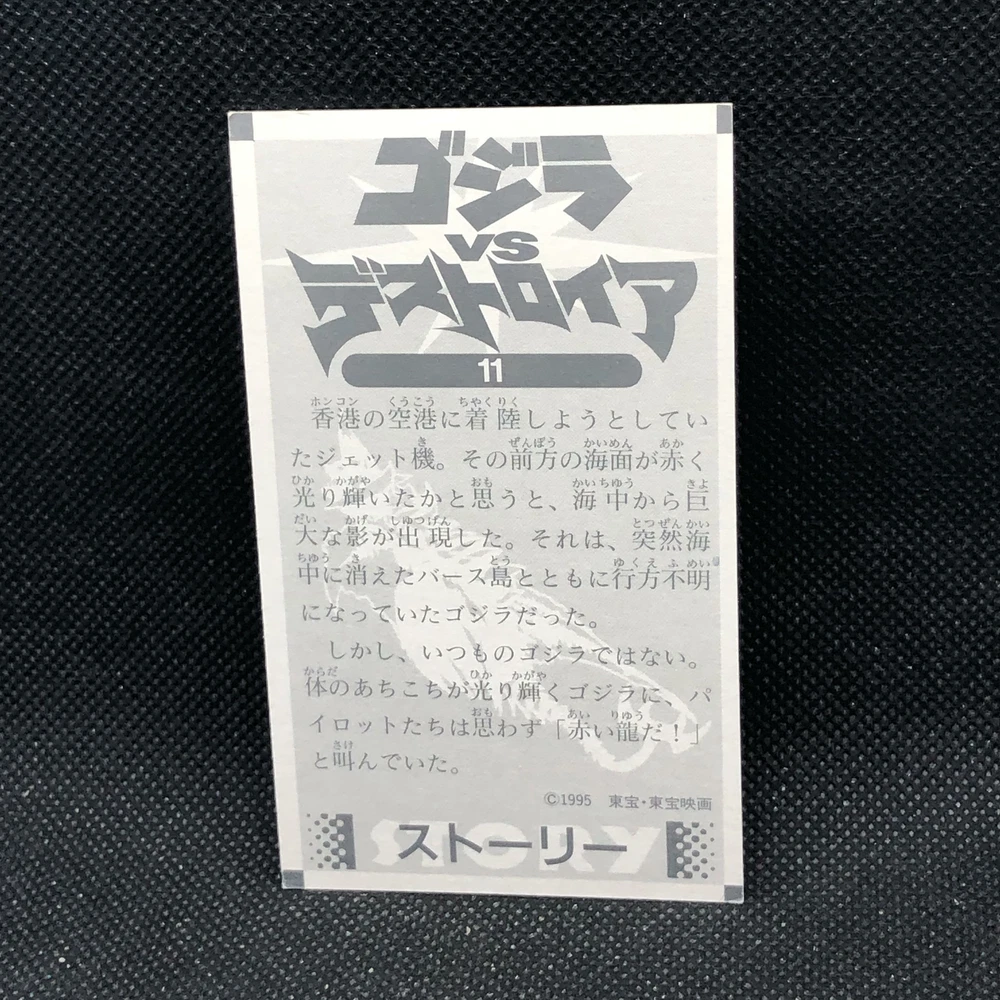 ゴジラ
VS
デストロイア
11
香港の空港に着陸しようとしてい
たジェット機。その前方の海面が赤く
光り輝いたかと思うと、海中から巨
大な影が出現した。それは、突然海
中に消えたバース島とともに行方不明
になっていたゴジラだった。
しかし、いつものゴジラではない。
体のあちこちが光り輝くゴジラに、パ
イロットたちは思わず「赤い龍だ！」
と叫んでいた。
©1995 東宝・東宝映画
STORY
ストーリー